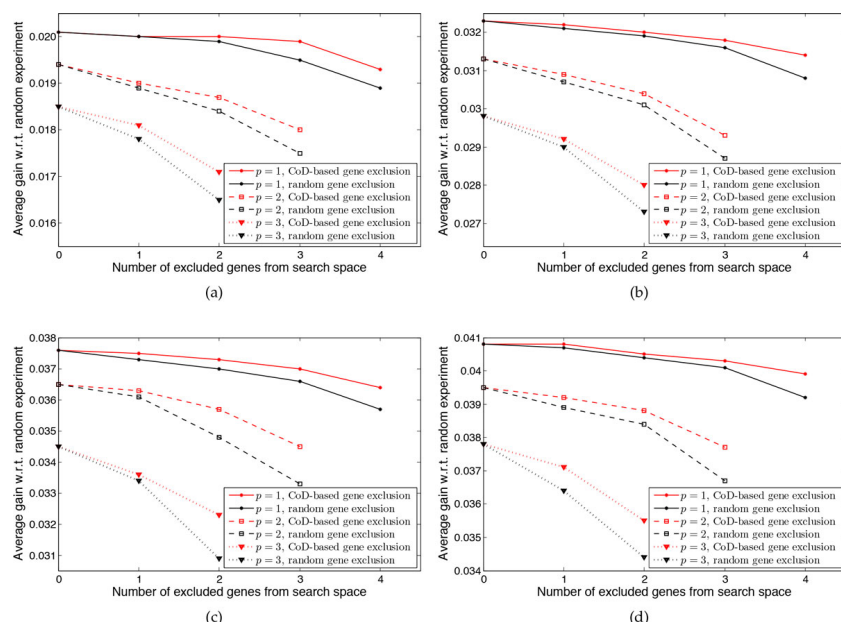 0.020
0.019
0.018
0.017
0.016
Average gain w.r.t. random experiment
p = 1, CoD-based gene exclusion
p = 1, random gene exclusion
p = 2, CoD-based gene exclusion
p = 2, random gene exclusion
p = 3, CoD-based gene exclusion
p = 3, random gene exclusion
0 1 2 3 4
Number of excluded genes from search space
(a)
0.032
0.031
0.03
0.029
0.028
0.027
Average gain w.r.t. random experiment
p = 1, CoD-based gene exclusion
p = 1, random gene exclusion
p = 2, CoD-based gene exclusion
p = 2, random gene exclusion
p = 3, CoD-based gene exclusion
p = 3, random gene exclusion
0 1 2 3 4
Number of excluded genes from search space
(b)
0.038
0.037
0.036
0.035
0.034
0.033
0.032
0.031
Average gain w.r.t. random experiment
p = 1, CoD-based gene exclusion
p = 1, random gene exclusion
p = 2, CoD-based gene exclusion
p = 2, random gene exclusion
p = 3, CoD-based gene exclusion
p = 3, random gene exclusion
0 1 2 3 4
Number of excluded genes from search space
(c)
0.041
0.04
0.039
0.038
0.037
0.036
0.035
0.034
Average gain w.r.t. random experiment
p = 1, CoD-based gene exclusion
p = 1, random gene exclusion
p = 2, CoD-based gene exclusion
p = 2, random gene exclusion
p = 3, CoD-based gene exclusion
p = 3, random gene exclusion
0 1 2 3 4
Number of excluded genes from search space
(d)